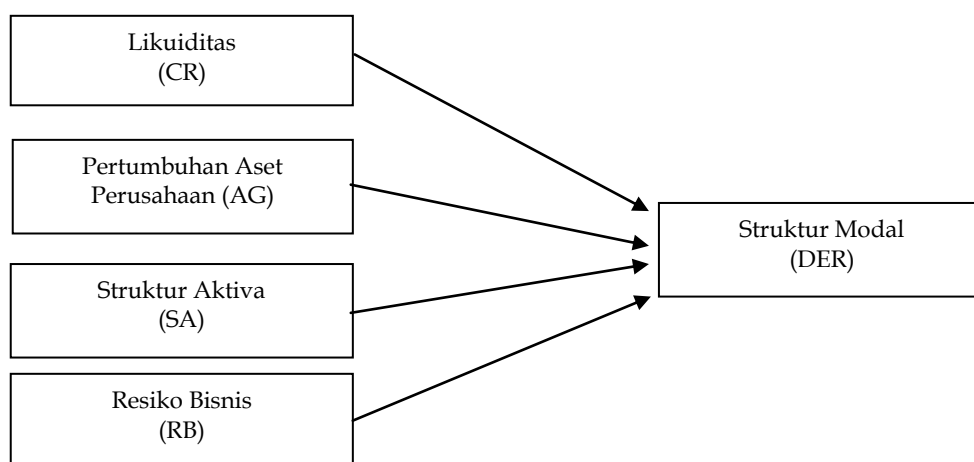 Likuiditas
(CR)
Pertumbuhan Aset
Perusahaan (AG)
Struktur Aktiva
(SA)
Resiko Bisnis
(RB)
Struktur Modal
(DER)